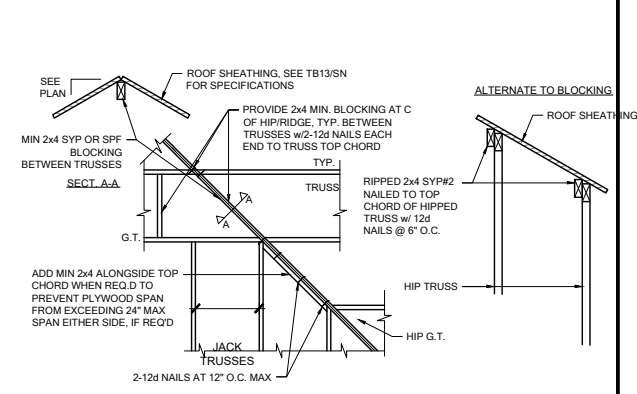 SEE
PLAN
ROOF SHEATHING, SEE TB13/SN
FOR SPECIFICATIONS
PROVIDE 2x4 MIN. BLOCKING AT C
OF HIP/RIDGE, TYP. BETWEEN
TRUSSES w/2-12d NAILS EACH
END TO TRUSS TOP CHORD
MIN 2x4 SYP OR SPF
BLOCKING
BETWEEN TRUSSES
SECT. A-A
TYP.
TRUSS
A
A
G.T.
ADD MIN 2x4 ALONGSIDE TOP
CHORD WHEN REQ.D TO
PREVENT PLYWOOD SPAN
FROM EXCEEDING 24" MAX
SPAN EITHER SIDE, IF REQ'D
JACK
TRUSSES
2-12d NAILS AT 12" O.C. MAX
HIP G.T.
ALTERNATE TO BLOCKING
ROOF SHEATHING
RIPPED 2x4 SYP#2
NAILED TO TOP
CHORD OF HIPPED
TRUSS w/ 12d
NAILS @ 6" O.C.
HIP TRUSS